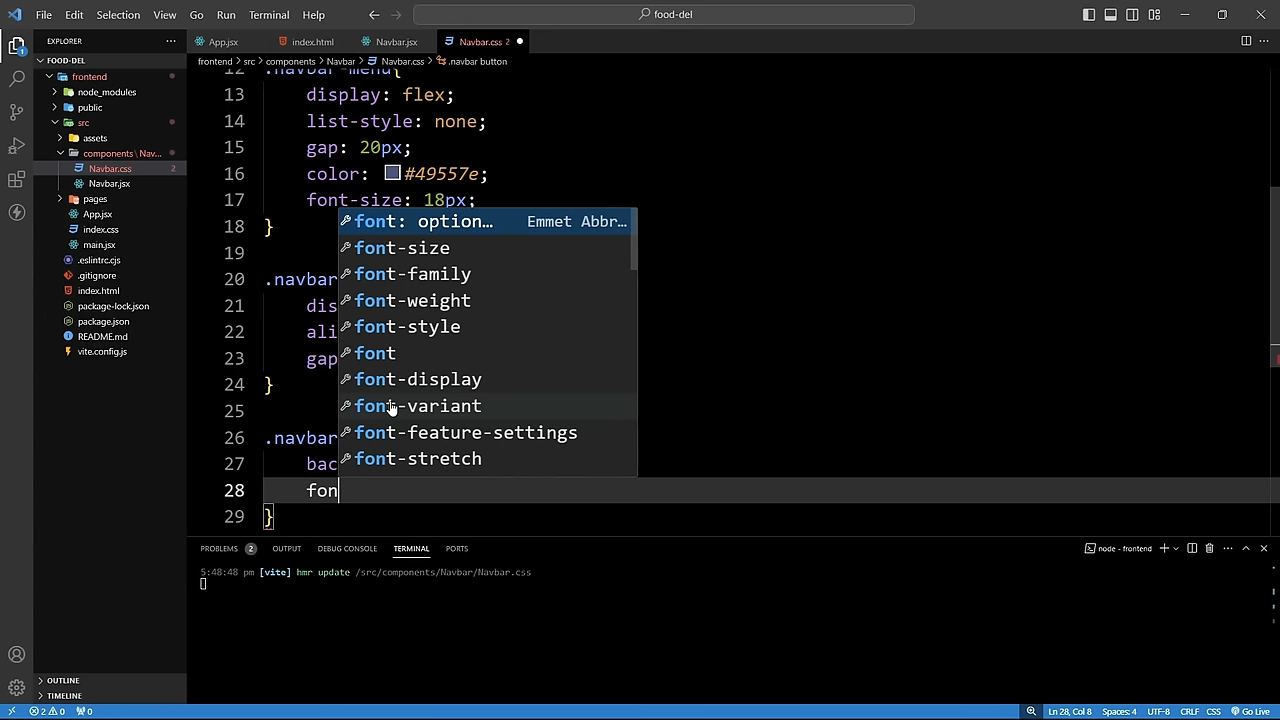 File Edit Selection View Go Run Terminal Help
food-del
EXPLORER
App.jsx index.html Navbar.jsx Navbar.css 2
FOOD-DEL
frontend > src > components > Navbar > Navbar.css > .navbar button
frontend
node_modules
public
src
assets
components \ Nav...
Navbar.css 2
Navbar.jsx
pages
App.jsx
index.css
main.jsx
.eslintrc.cjs
.gitignore
index.html
package-lock.json
package.json
README.md
vite.config.js
OUTLINE
TIMELINE
12 .navbar-menu{
13 display: flex;
14 list-style: none;
15 gap: 20px;
16 color: #49557e;
17 font-size: 18px;
18 }
19
20 .navbar
21 dis
22 ali
23 gap
24 }
25
26 .navbar
27 bac
28 fon
29 }
font: option... Emmet Abbr...
font-size
font-family
font-weight
font-style
font
font-display
font-variant
font-feature-settings
font-stretch
PROBLEMS 2 OUTPUT DEBUG CONSOLE TERMINAL PORTS
node - frontend
5:48:48 pm [vite] hmr update /src/components/Navbar/Navbar.css
2 0 0
Ln 28, Col 8 Spaces: 4 UTF-8 CRLF CSS Go Live